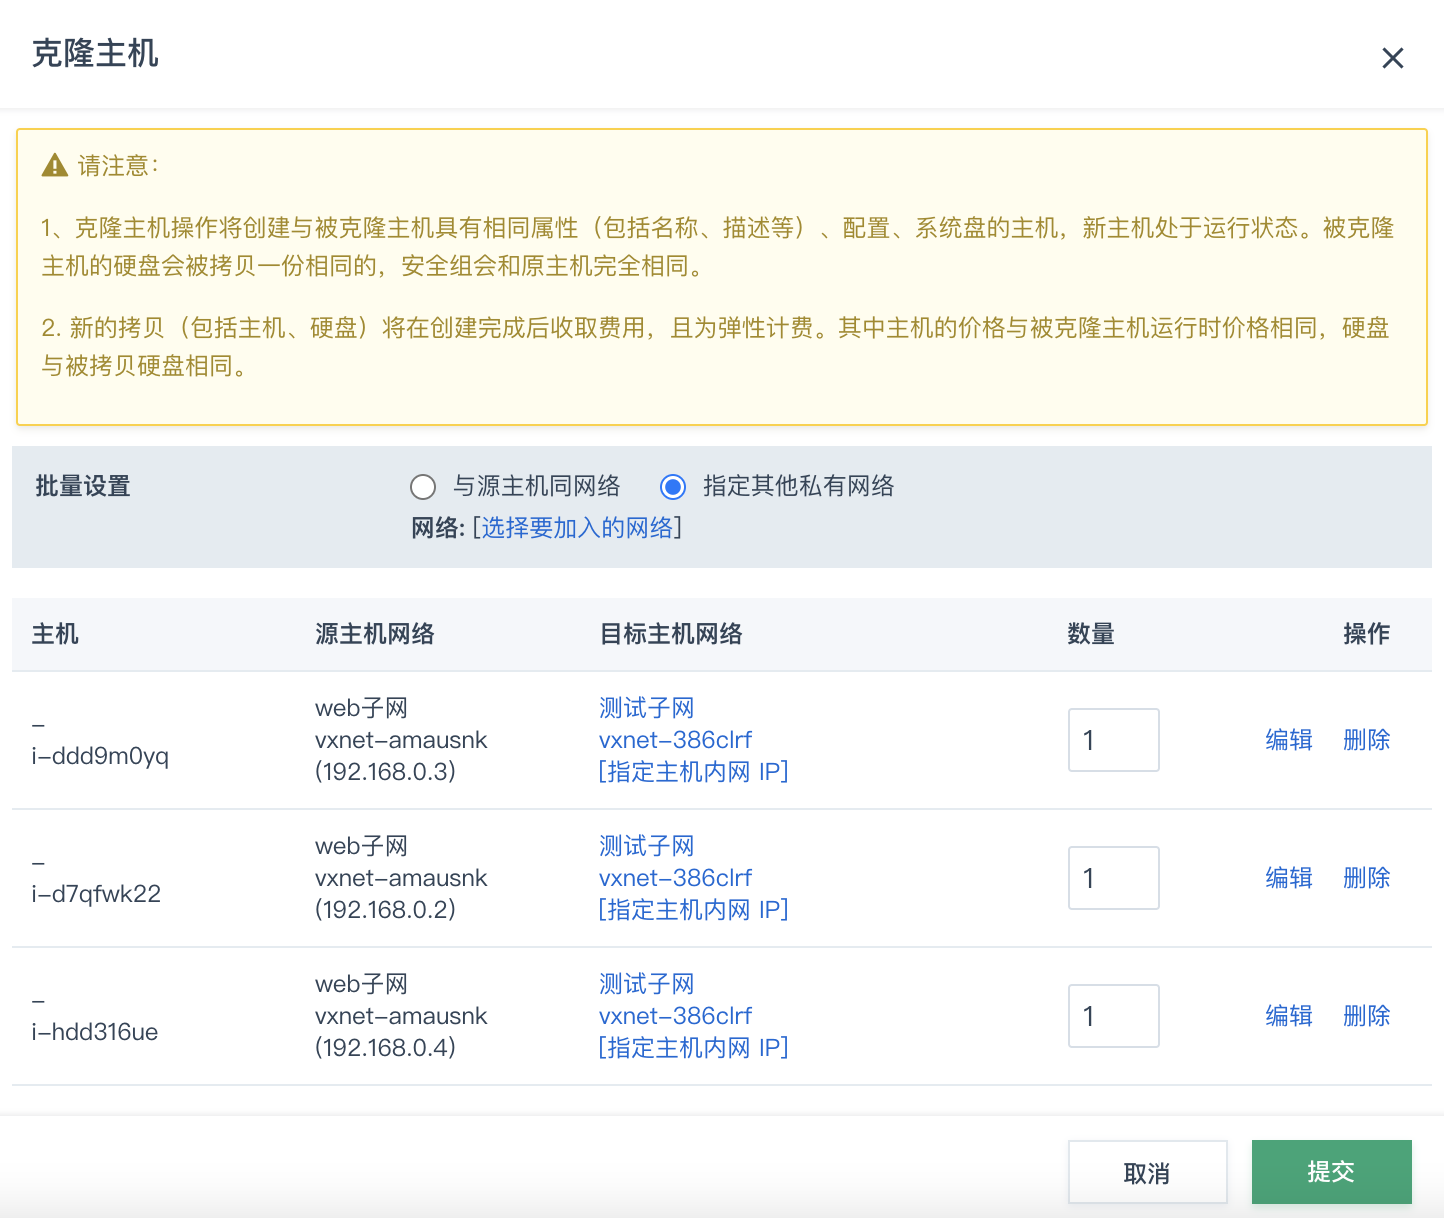 克隆主机
请注意：
1、克隆主机操作将创建与被克隆主机具有相同属性（包括名称、描述等）、配置、系统盘的主机，新主机处于运行状态。被克隆
主机的硬盘会被拷贝一份相同的，安全组会和原主机完全相同。
2. 新的拷贝（包括主机、硬盘）将在创建完成后收取费用，且为弹性计费。其中主机的价格与被克隆主机运行时价格相同，硬盘
与被拷贝硬盘相同。
批量设置 与源主机同网络 指定其他私有网络
网络: [选择要加入的网络]
主机 源主机网络 目标主机网络 数量 操作
–
i-ddd9m0yq
web子网
vxnet-amausnk
(192.168.0.3)
测试子网
vxnet-386clrf
[指定主机内网 IP]
1
编辑 删除
–
i-d7qfwk22
web子网
vxnet-amausnk
(192.168.0.2)
测试子网
vxnet-386clrf
[指定主机内网 IP]
1
编辑 删除
–
i-hdd316ue
web子网
vxnet-amausnk
(192.168.0.4)
测试子网
vxnet-386clrf
[指定主机内网 IP]
1
编辑 删除
取消 提交